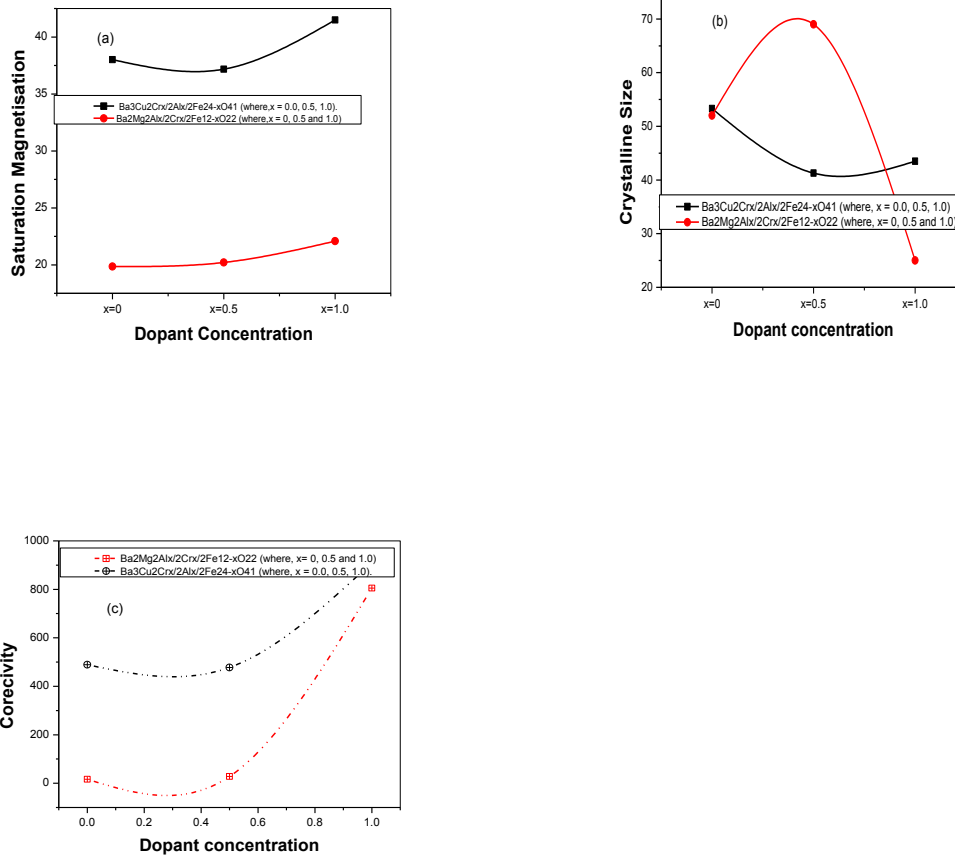 (a)
40
35
30
25
20
Saturation Magnetisation
Ba3Cu2Crx/2Alx/2Fe24-xO41 (where,x = 0.0, 0.5, 1.0).
Ba2Mg2Alx/2Crx/2Fe12-xO22 (where,x = 0, 0.5 and 1.0)
x=0 x=0.5 x=1.0
Dopant Concentration
(b)
70
60
50
40
30
20
Crystalline Size
Ba3Cu2Crx/2Alx/2Fe24-xO41 (where, x = 0.0, 0.5, 1.0)
Ba2Mg2Alx/2Crx/2Fe12-xO22 (where, x= 0, 0.5 and 1.0)
x=0 x=0.5 x=1.0
Dopant concentration
1000
800
600
400
200
0
Corecivity
Ba2Mg2Alx/2Crx/2Fe12-xO22 (where, x= 0, 0.5 and 1.0)
Ba3Cu2Crx/2Alx/2Fe24-xO41 (where, x = 0.0, 0.5, 1.0).
(c)
0.0 0.2 0.4 0.6 0.8 1.0
Dopant concentration